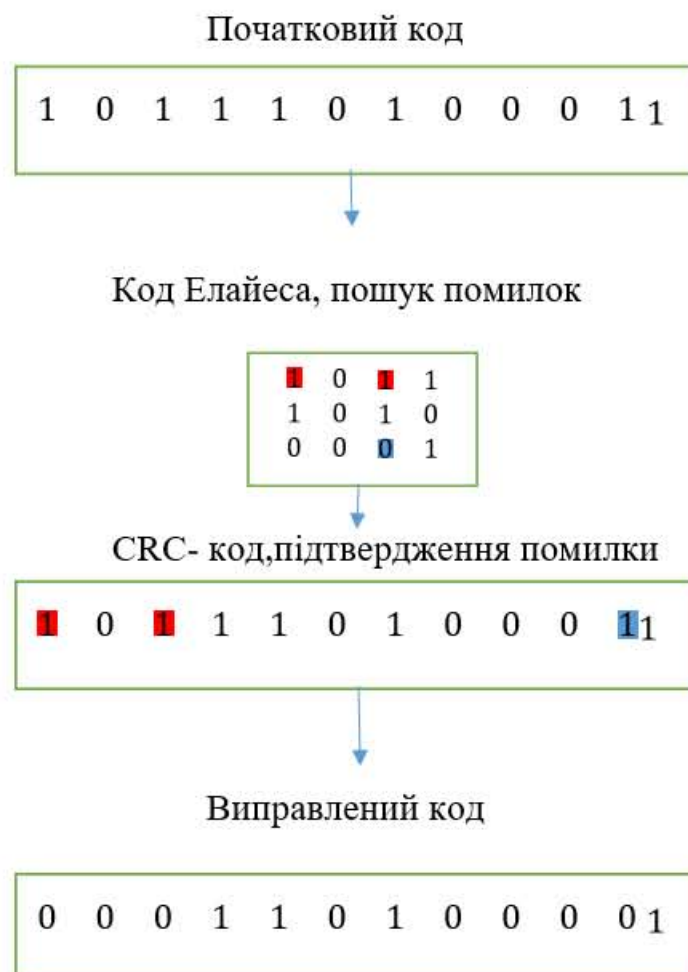 Початковий код
1 0 1 1 1 0 1 0 0 0 1 1
Код Елайеса, пошук помилок
1 0 1 1
1 0 1 0
0 0 0 1
CRC- код,підтвердження помилки
1 0 1 1 1 0 1 0 0 0 1 1
Виправлений код
0 0 0 1 1 0 1 0 0 0 0 1